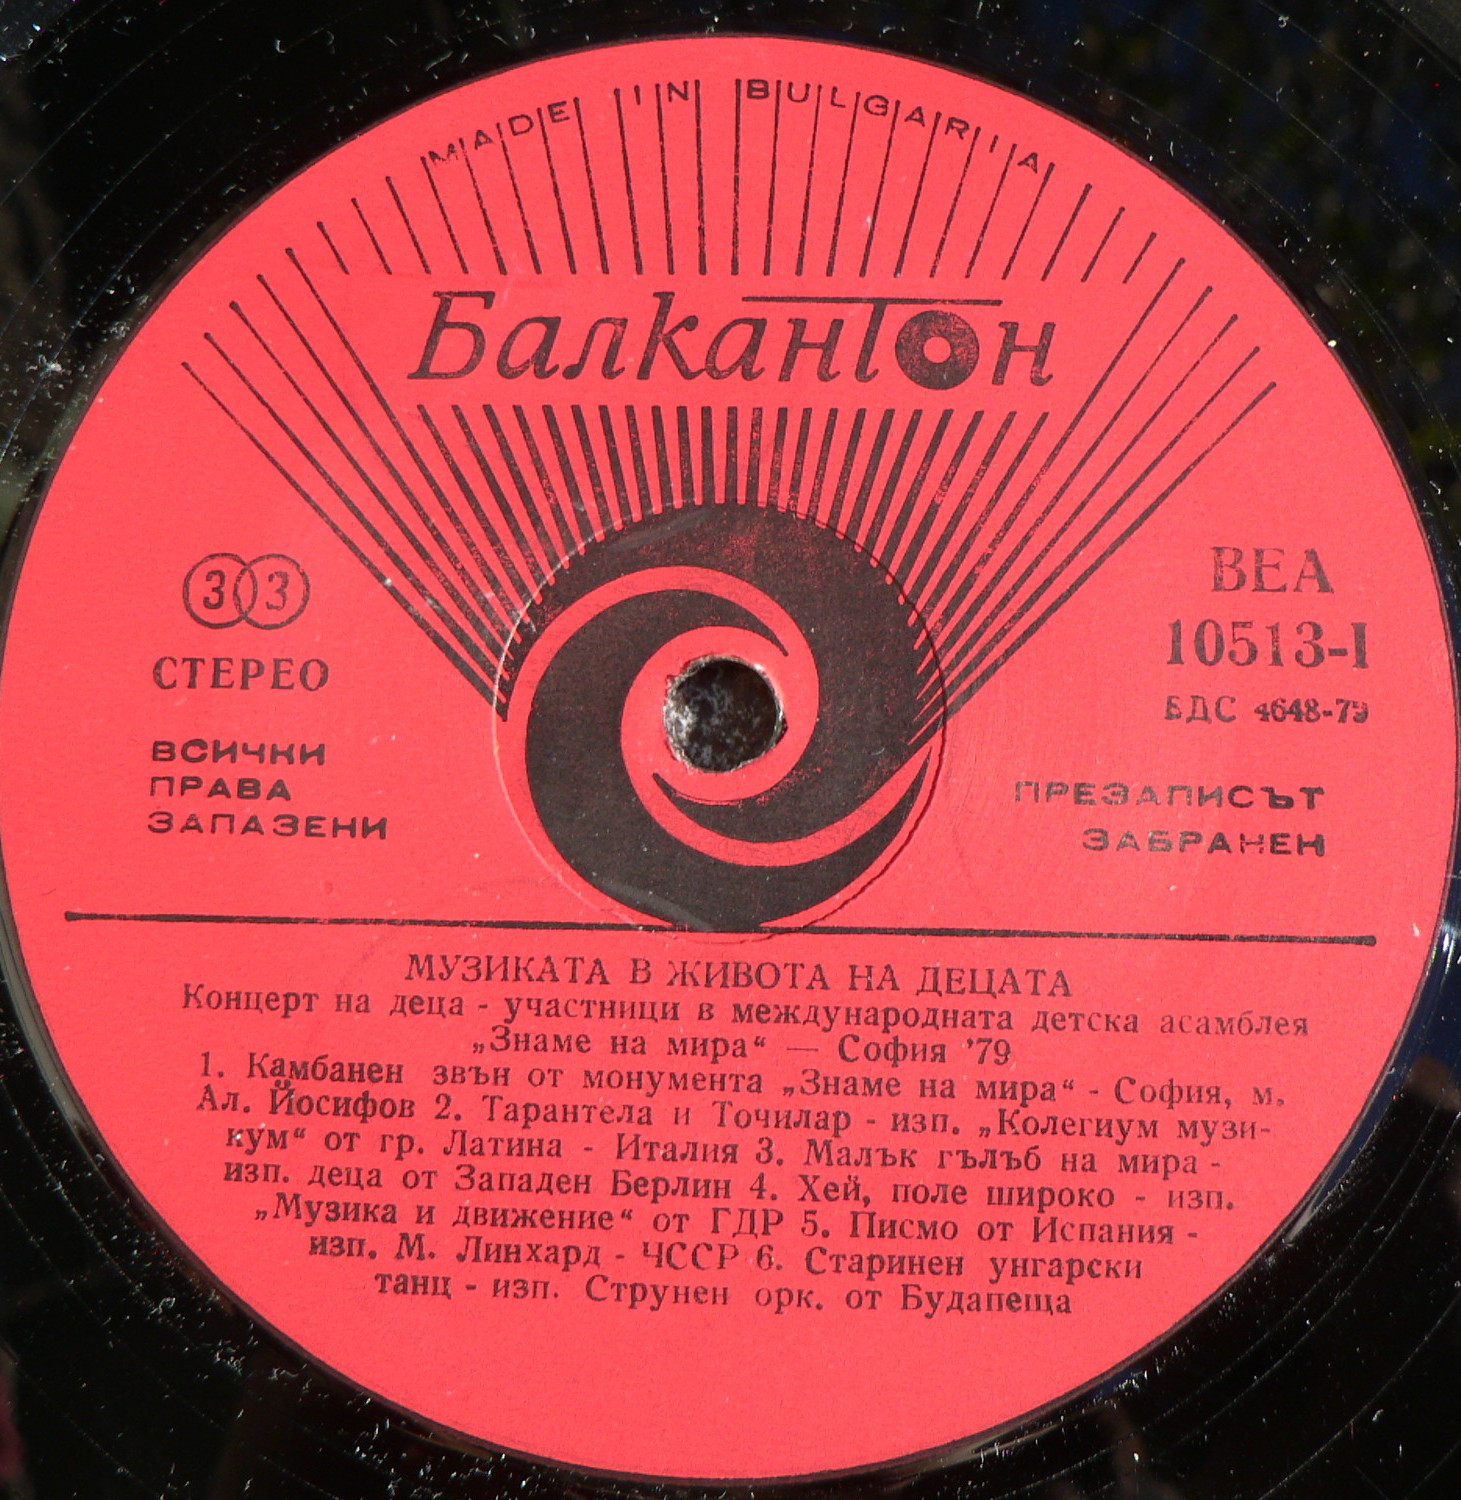 MADE IN BULGARIA
Балкантон
33
СТЕРЕО
ВСИЧКИ
ПРАВА
ЗАПАЗЕНИ
ВЕА
10513-I
БДС 4648-79
ПРЕЗАПИСЪТ
ЗАБРАНЕН
МУЗИКАТА В ЖИВОТА НА ДЕЦАТА
Концерт на деца - участници в международната детска асамблея
„Знаме на мира“ — София '79
1. Камбанен звън от монумента „Знаме на мира“ - София, м.
Ал. Йосифов 2. Тарантела и Точилар - изп. „Колегиум музи-
кум“ от гр. Латина - Италия 3. Малък гълъб на мира -
изп. деца от Западен Берлин 4. Хей, поле широко - изп.
„Музика и движение“ от ГДР 5. Писмо от Испания -
изп. М. Линхард - ЧССР 6. Старинен унгарски
танц - изп. Струнен орк. от Будапеща